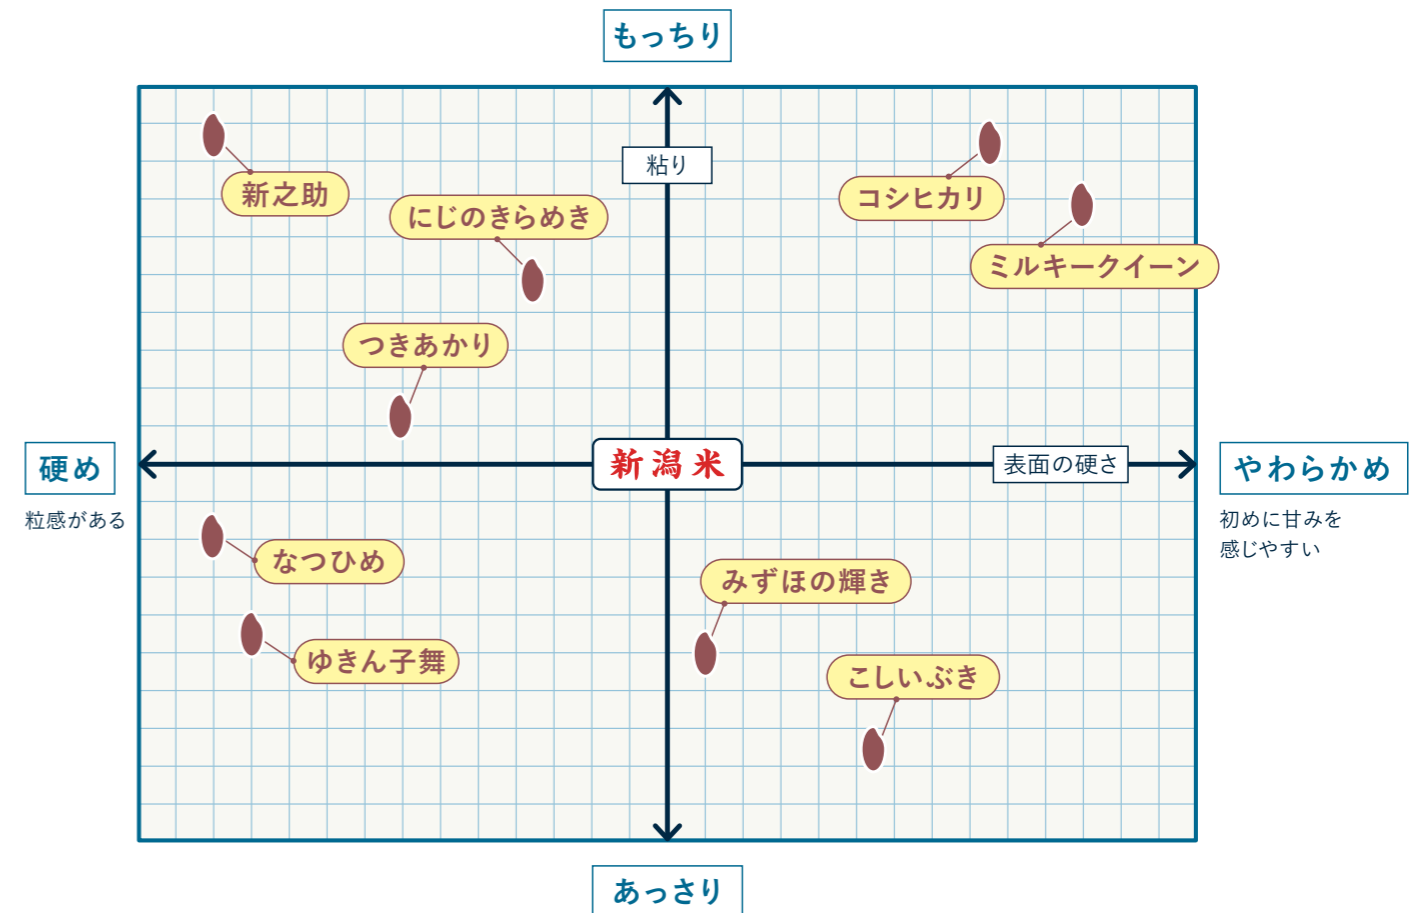 もっちり
粘り
新之助
にじのきらめき
コシヒカリ
ミルキークイーン
つきあかり
硬め
粒感がある
新潟米
表面の硬さ
やわらかめ
初めに甘みを
感じやすい
なつひめ
みずほの輝き
ゆきん子舞
こしいぶき
あっさり